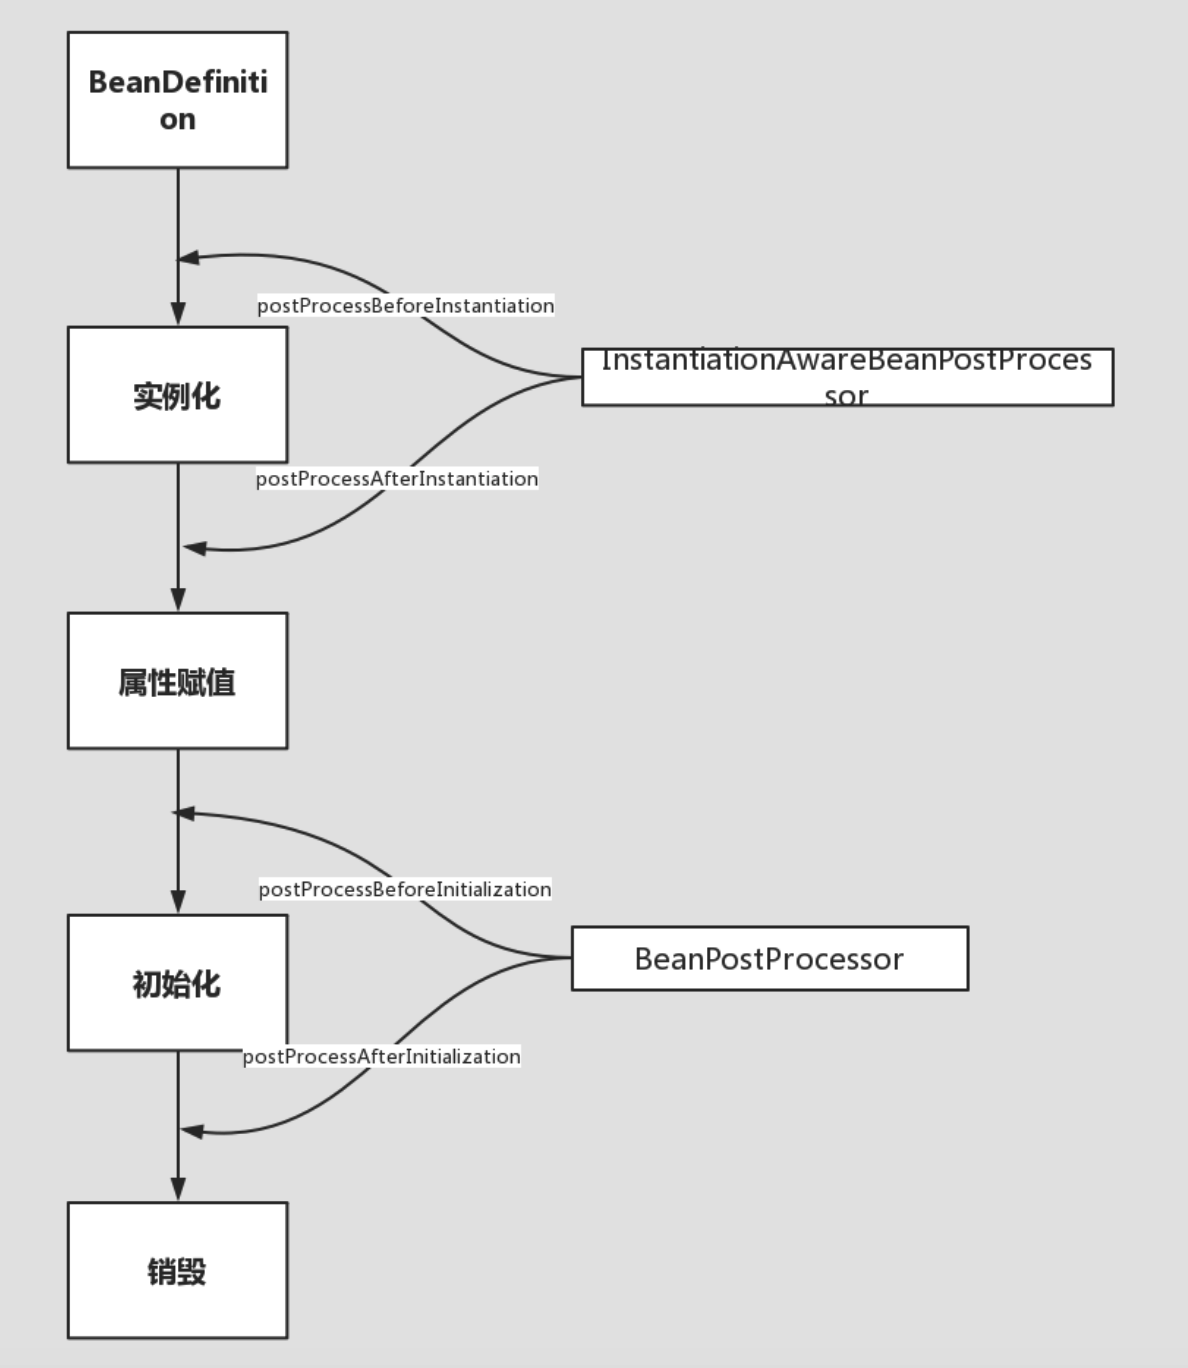 BeanDefiniti
on
postProcessBeforeInstantiation
InstantiationAwareBeanPostProces
sor
实例化
postProcessAfterInstantiation
属性赋值
postProcessBeforeInitialization
BeanPostProcessor
初始化
postProcessAfterInitialization
销毁